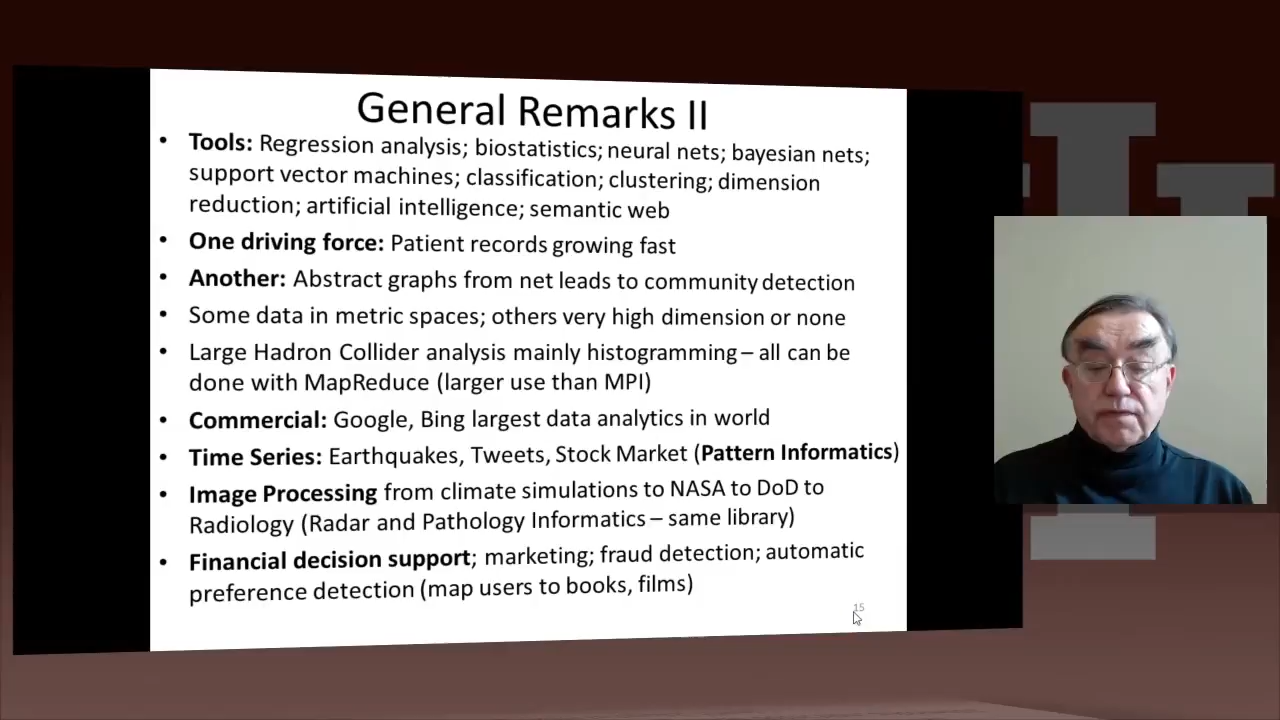 General Remarks II
• Tools: Regression analysis; biostatistics; neural nets; bayesian nets;
support vector machines; classification; clustering; dimension
reduction; artificial intelligence; semantic web
• One driving force: Patient records growing fast
• Another: Abstract graphs from net leads to community detection
• Some data in metric spaces; others very high dimension or none
• Large Hadron Collider analysis mainly histogramming – all can be
done with MapReduce (larger use than MPI)
• Commercial: Google, Bing largest data analytics in world
• Time Series: Earthquakes, Tweets, Stock Market (Pattern Informatics)
• Image Processing from climate simulations to NASA to DoD to
Radiology (Radar and Pathology Informatics – same library)
• Financial decision support; marketing; fraud detection; automatic
preference detection (map users to books, films)
15